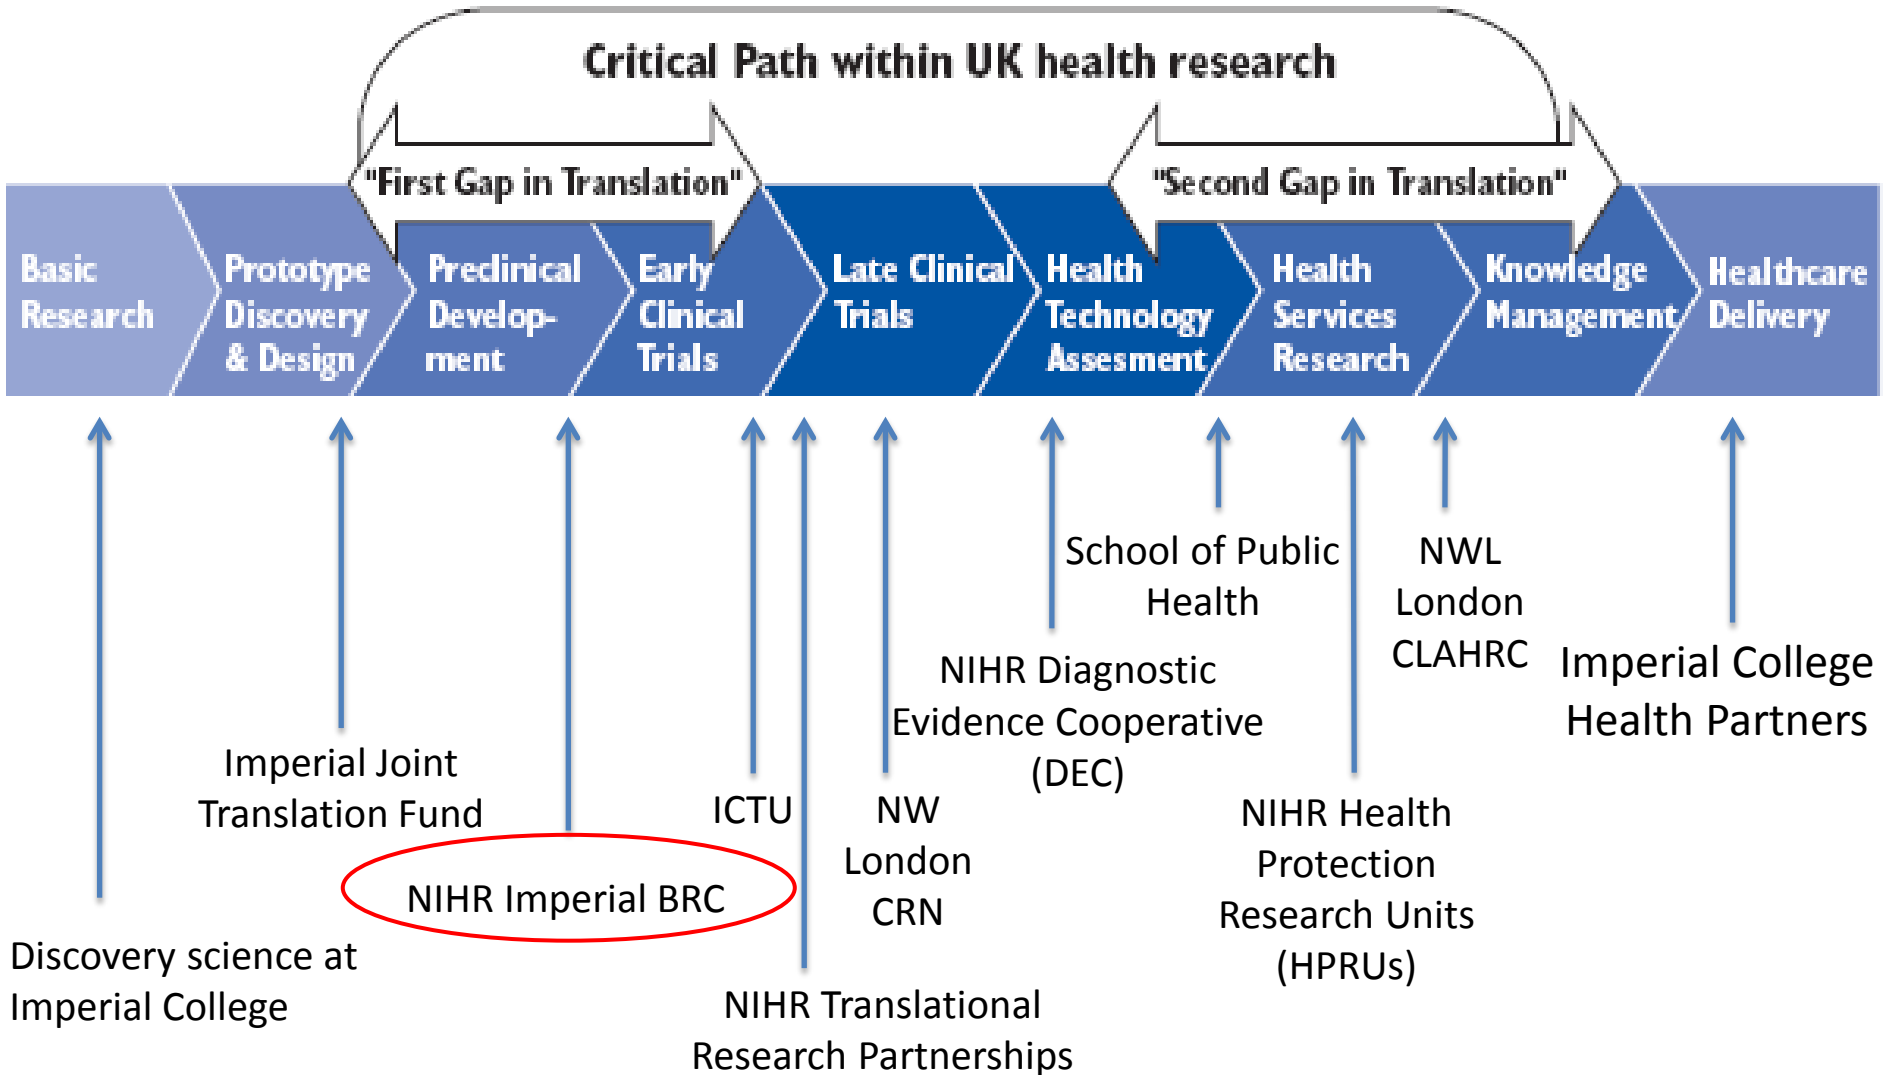 Critical Path within UK health research
"First Gap in Translation"
"Second Gap in Translation"
Basic
Research
Prototype
Discovery
& Design
Preclinical
Develop-
ment
Early
Clinical
Trials
Late Clinical
Trials
Health
Technology
Assesment
Health
Services
Research
Knowledge
Management
Healthcare
Delivery
Discovery science at
Imperial College
Imperial Joint
Translation Fund
NIHR Imperial BRC
ICTU
NIHR Translational
Research Partnerships
NW
London
CRN
NIHR Diagnostic
Evidence Cooperative
(DEC)
School of Public
Health
NIHR Health
Protection
Research Units
(HPRUs)
NWL
London
CLAHRC
Imperial College
Health Partners